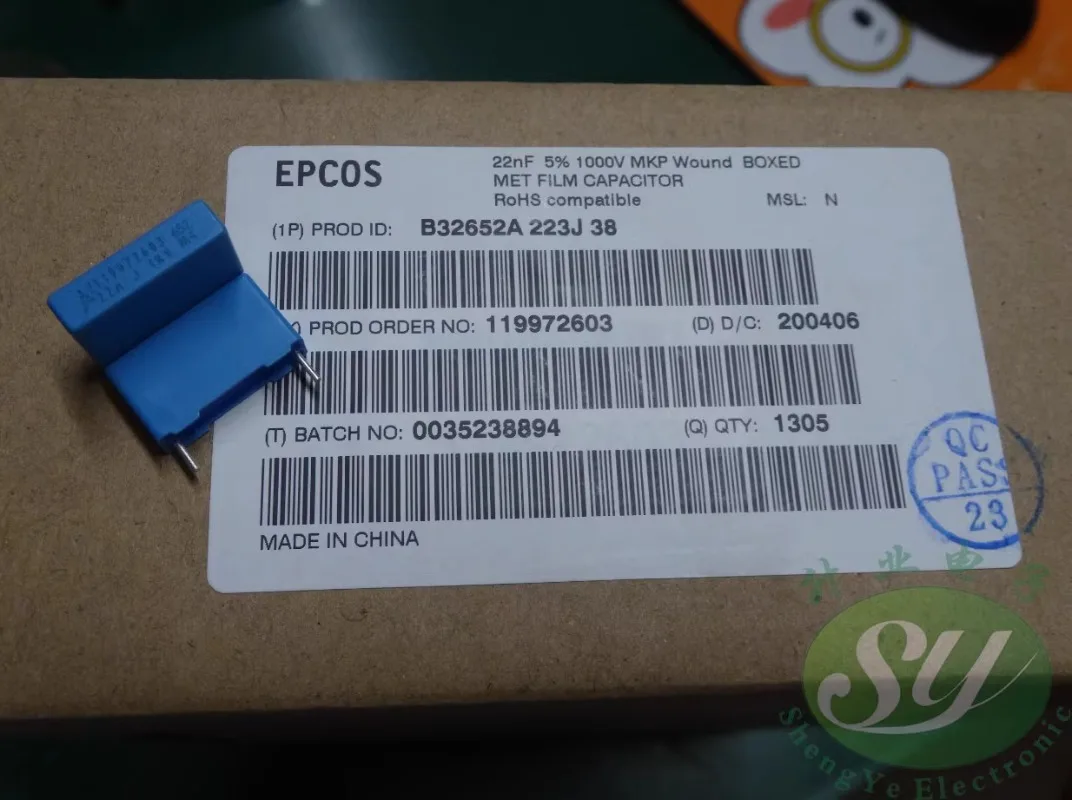 EPCOS
22nF 5% 1000V MKP Wound BOXED
MET FILM CAPACITOR
RoHS compatible
MSL: N
(1P) PROD ID: B32652A 223J 38
PROD ORDER NO: 119972603
(D) D/C: 200406
(T) BATCH NO: 0035238894
(Q) QTY: 1305
MADE IN CHINA
QC
PASS
23
电子
SY
ShengYe Electronic